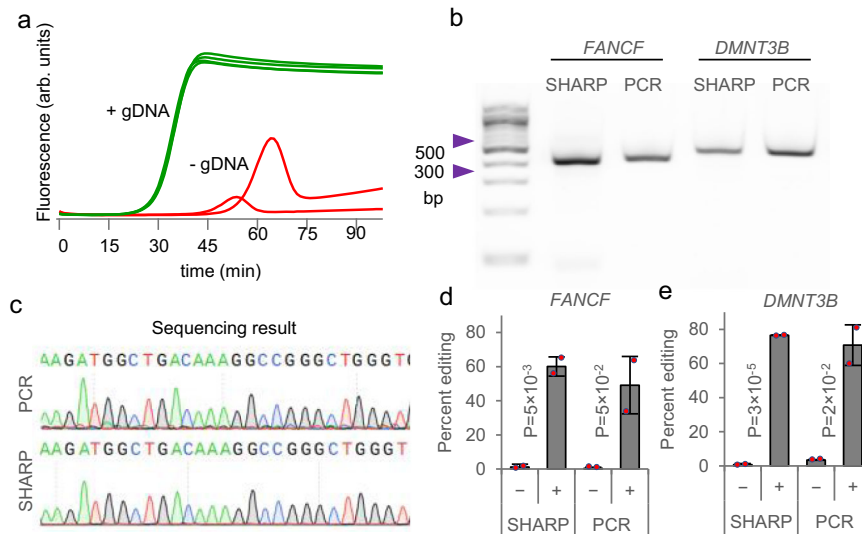 a
Fluorescence (arb. units)
+ gDNA
- gDNA
0 15 30 45 60 75 90
time (min)
b
FANCF DMNT3B
SHARP PCR SHARP PCR
500
300
bp
c
Sequencing result
AAGATGGCTGACAAAGGCCGGGCTGGGTG
PCR
AAGATGGCTGACAAAGGCCGGGCTGGGT
SHARP
d
FANCF
Percent editing
80
60
40
20
0
P=5×10⁻³
P=5×10⁻²
− + − +
SHARP PCR
e
DMNT3B
Percent editing
80
60
40
20
0
P=3×10⁻⁵
P=2×10⁻²
− + − +
SHARP PCR